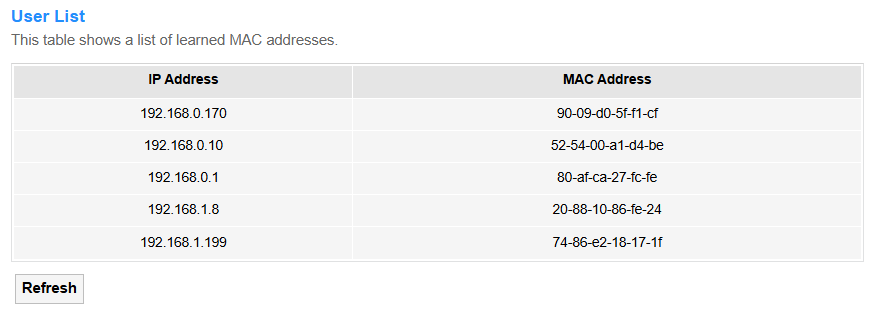 User List
This table shows a list of learned MAC addresses.
IP Address MAC Address
192.168.0.170 90-09-d0-5f-f1-cf
192.168.0.10 52-54-00-a1-d4-be
192.168.0.1 80-af-ca-27-fc-fe
192.168.1.8 20-88-10-86-fe-24
192.168.1.199 74-86-e2-18-17-1f
Refresh